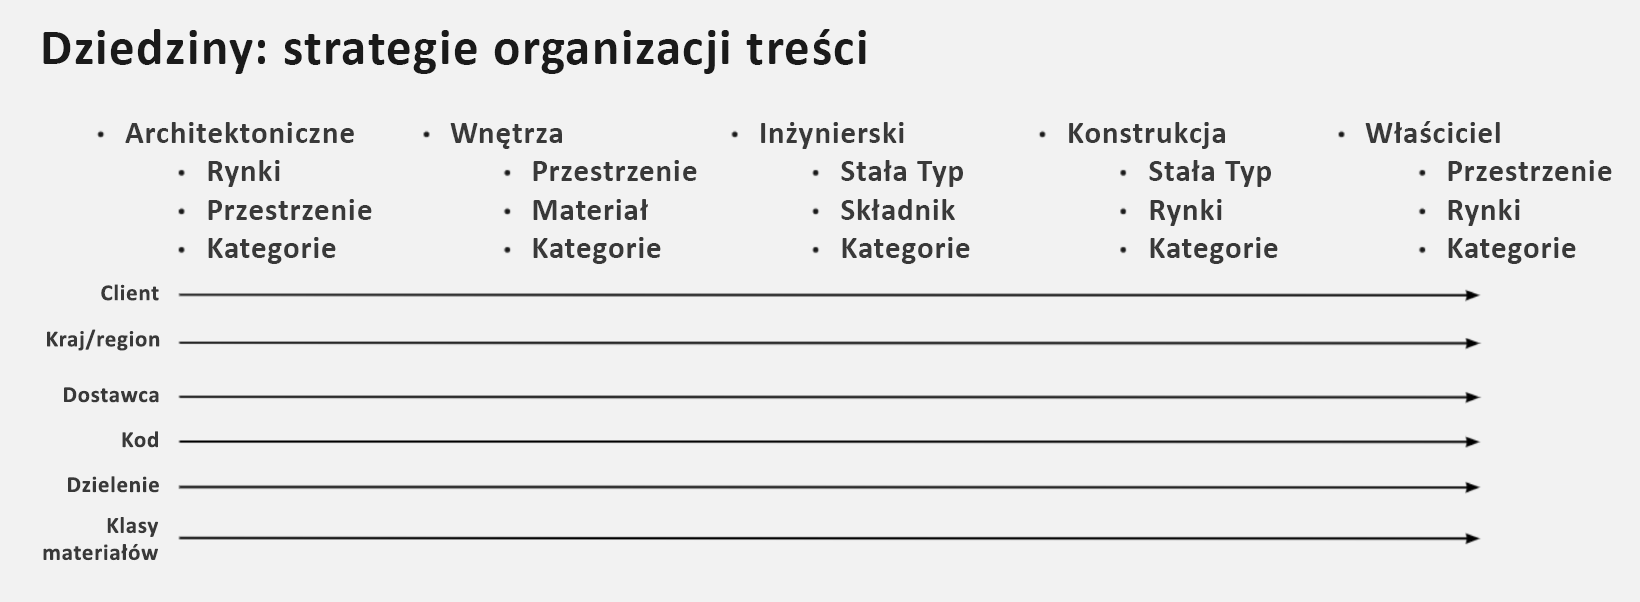 Dziedziny: strategie organizacji treści
• Architektoniczne
• Rynki
• Przestrzenie
• Kategorie
• Wnętrza
• Przestrzenie
• Materiał
• Kategorie
• Inżynierski
• Stała Typ
• Składnik
• Kategorie
• Konstrukcja
• Stała Typ
• Rynki
• Kategorie
• Właściciel
• Przestrzenie
• Rynki
• Kategorie
Client
Kraj/region
Dostawca
Kod
Dzielenie
Klasy
materiałów